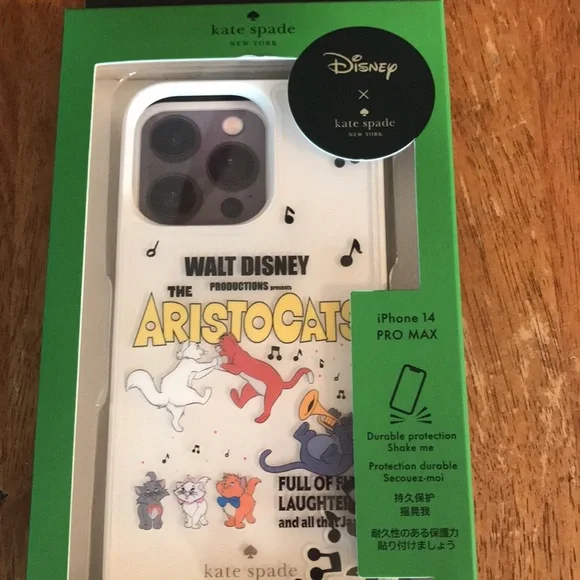 kate spade
NEW YORK
Disney
×
kate spade
NEW YORK
WALT DISNEY
PRODUCTIONS presents
THE
ARISTOCATS
iPhone 14
PRO MAX
Durable protection
Shake me
Protection durable
Secouez-moi
持久保护
摇晃我
耐久性のある保護力
貼り付けましょう
FULL OF
LAUGHTER
and all that
kate spade